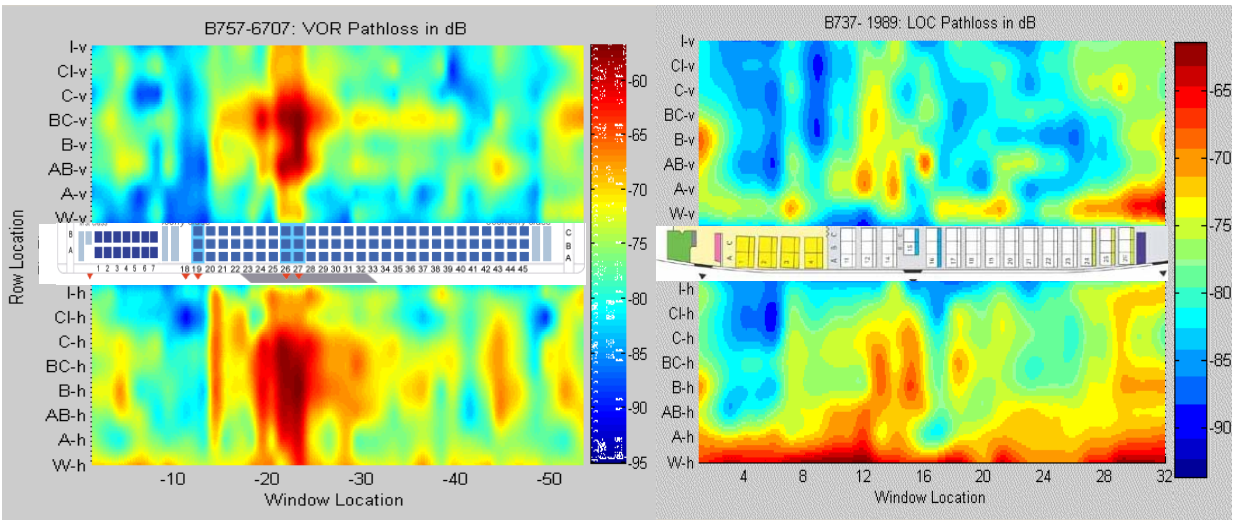 B757-6707: VOR Pathloss in dB
Row Location
I-v
CI-v
C-v
BC-v
B-v
AB-v
A-v
W-v
B
A
1 2 3 4 5 6 7
18 19 20 21 22 23 24 25 26 27 28 29 30 31 32 33 34 35 36 37 38 39 40 41 42 43 44 45
C
B
A
I-h
CI-h
C-h
BC-h
B-h
AB-h
A-h
W-h
-10 -20 -30 -40 -50
Window Location
-60
-65
-70
-75
-80
-85
-90
-95
B737- 1989: LOC Pathloss in dB
I-v
CI-v
C-v
BC-v
B-v
AB-v
A-v
W-v
I-h
CI-h
C-h
BC-h
B-h
AB-h
A-h
W-h
4 8 12 16 20 24 28 32
Window Location
-65
-70
-75
-80
-85
-90